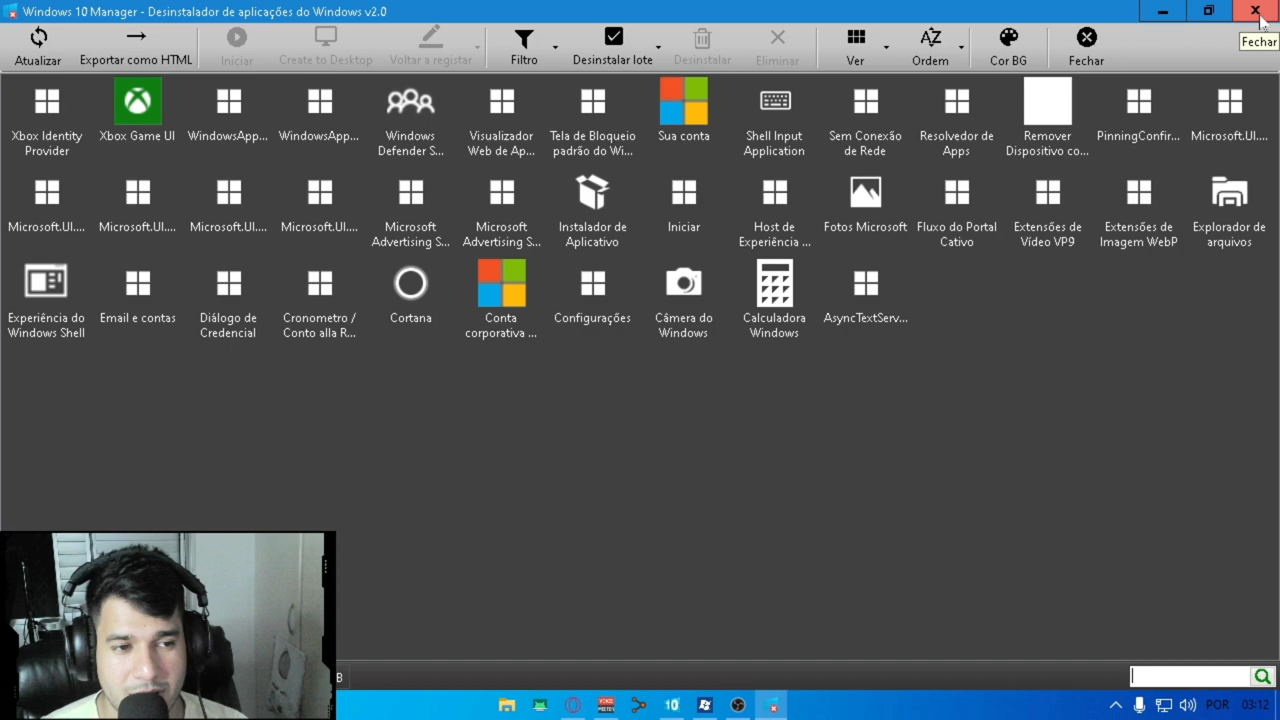 Windows 10 Manager - Desinstalador de aplicações do Windows v2.0
Fechar
Atualizar
Exportar como HTML
Iniciar
Create to Desktop
Voltar a registar
Filtro
Desinstalar lote
Desinstalar
Eliminar
Ver
AZ
Ordem
Cor BG
Fechar
Xbox Identity
Provider
Xbox Game UI
WindowsApp...
WindowsApp...
Windows
Defender S...
Visualizador
Web de Ap...
Tela de Bloqueio
padrão do Wi...
Sua conta
Shell Input
Application
Sem Conexão
de Rede
Resolvedor de
Apps
Remover
Dispositivo co...
PinningConfir...
Microsoft.UI....
Microsoft.UI....
Microsoft.UI....
Microsoft.UI....
Microsoft.UI....
Microsoft
Advertising S...
Microsoft
Advertising S...
Instalador de
Aplicativo
Iniciar
Host de
Experiência ...
Fotos Microsoft
Fluxo do Portal
Cativo
Extensões de
Vídeo VP9
Extensões de
Imagem WebP
Explorador de
arquivos
Experiência do
Windows Shell
Email e contas
Diálogo de
Credencial
Cronometro /
Conto alla R...
Cortana
Conta
corporativa ...
Configurações
Câmera do
Windows
Calculadora
Windows
AsyncTextServ...
B
10
POR
03:12